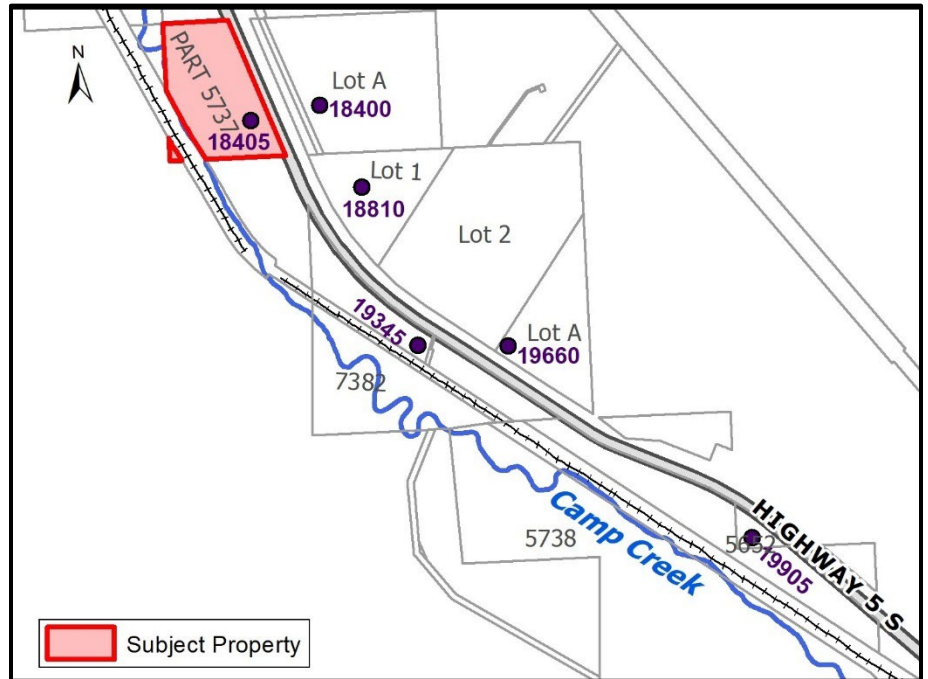 N
PART 5737
18405
Lot A
18400
Lot 1
18810
Lot 2
19345
Lot A
19660
7382
Camp Creek
5738
5652
19905
HIGHWAY 5 S
Subject Property